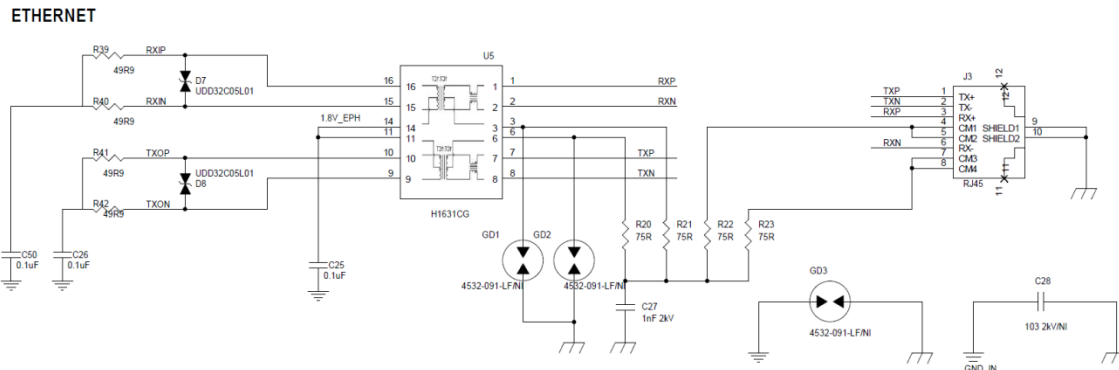 ETHERNET
R39
RXIP
49R9
D7
UDD32C05L01
R40
RXIN
49R9
R41
TXOP
49R9
UDD32C05L01
D8
R42
TXON
49R9
C50
0.1uF
C26
0.1uF
1.8V_EPH
C25
0.1uF
U5
16
15
14
11
10
9
16
15
14
11
10
9
1
2
3
6
7
8
1
2
3
6
7
8
TX1:TCT
TX1:TCT
H1631CG
RXP
RXN
TXP
TXN
GD1
GD2
4532-091-LF/NI
4532-091-LF/NI
R20
75R
R21
75R
R22
75R
R23
75R
C27
1nF 2kV
J3
12
12
TXP
1
TX+
TXN
2
TX-
RXP
3
RX+
4
CM1
SHIELD1
9
5
CM2
SHIELD2
10
RXN
6
RX-
7
CM3
8
CM4
11
11
RJ45
GD3
4532-091-LF/NI
C28
103 2kV/NI
GND_IN